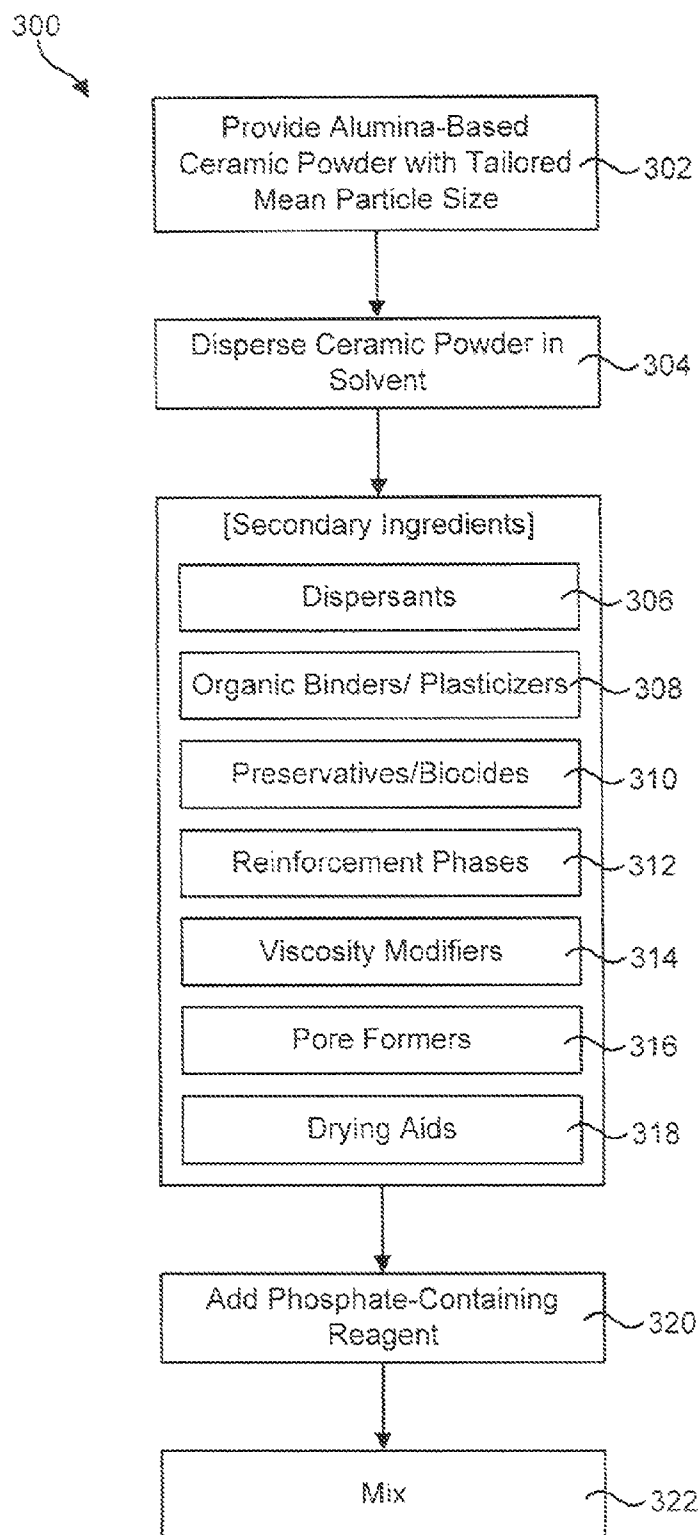 300
Provide Alumina-Based
Ceramic Powder with Tailored
Mean Particle Size
302
Disperse Ceramic Powder in
Solvent
304
[Secondary Ingredients]
Dispersants
306
Organic Binders/ Plasticizers
308
Preservatives/Biocides
310
Reinforcement Phases
312
Viscosity Modifiers
314
Pore Formers
316
Drying Aids
318
Add Phosphate-Containing
Reagent
320
Mix
322